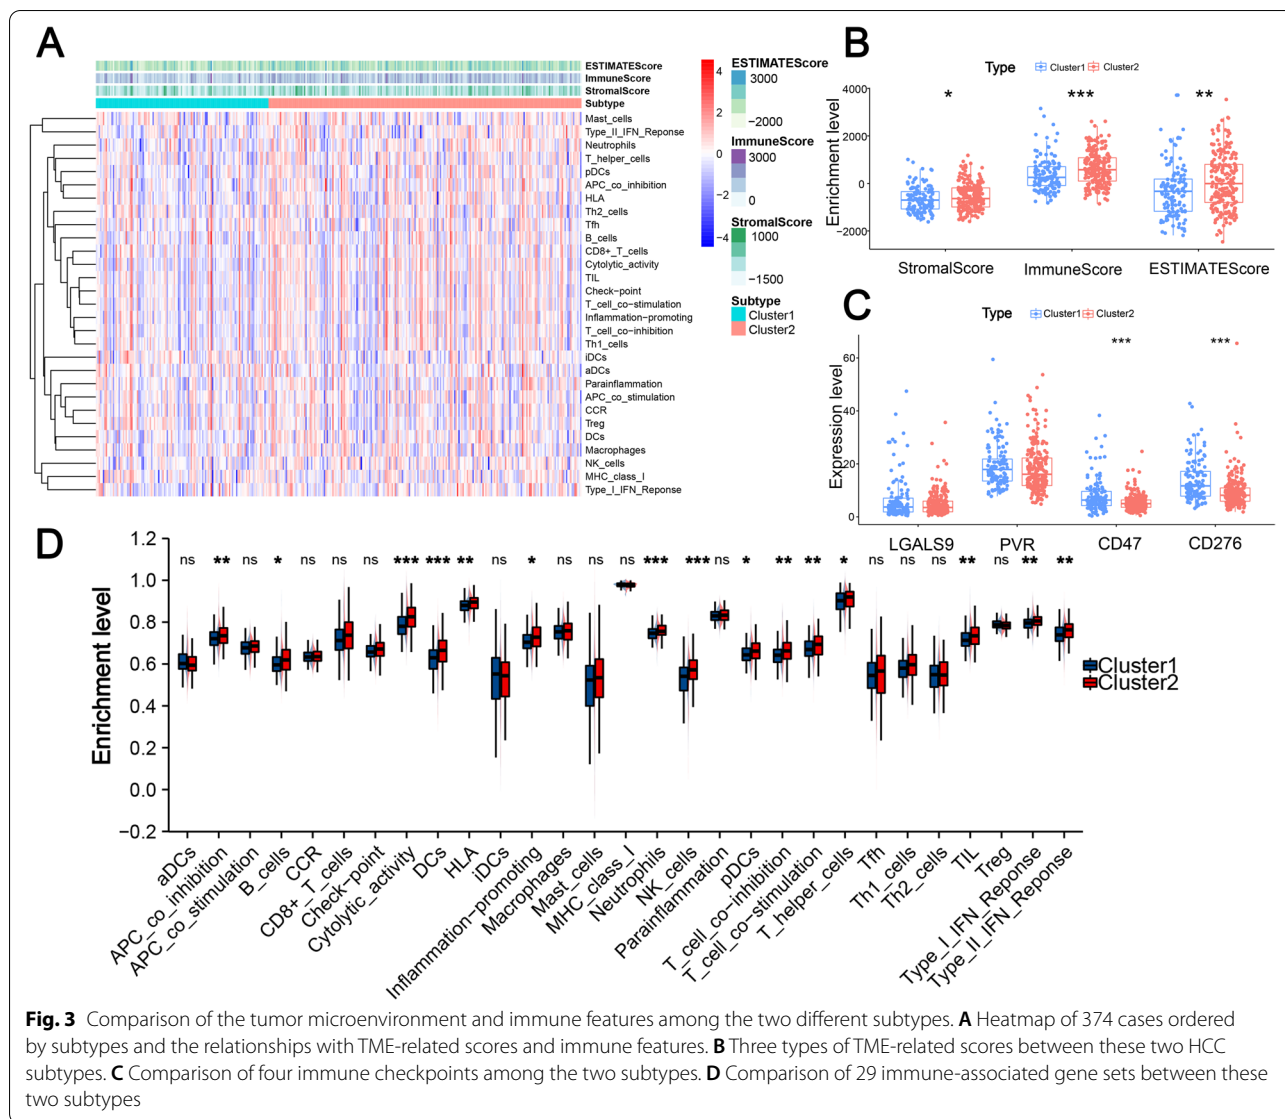 A
ESTIMATEScore
ImmuneScore
StromalScore
Subtype
Mast_cells
Type_II_IFN_Reponse
Neutrophils
T_helper_cells
pDCs
APC_co_inhibition
HLA
Th2_cells
Tfh
B_cells
CD8+_T_cells
Cytolytic_activity
TIL
Check−point
T_cell_co−stimulation
Inflammation−promoting
T_cell_co−inhibition
Th1_cells
iDCs
aDCs
Parainflammation
APC_co_stimulation
CCR
Treg
DCs
Macrophages
NK_cells
MHC_class_I
Type_I_IFN_Reponse
4
2
0
−2
−4
ESTIMATEScore
3000
−2000
ImmuneScore
3000
0
StromalScore
1000
−1500
Subtype
Cluster1
Cluster2
B
Type Cluster1 Cluster2
Enrichment level
4000
2000
0
−2000
* *** **
StromalScore ImmuneScore ESTIMATEScore
C
Type Cluster1 Cluster2
Expression level
60
40
20
0
*** ***
LGALS9 PVR CD47 CD276
D
Enrichment level
1.2
1.0
0.8
0.6
0.4
0.2
0.0
−0.2
ns ** ns * ns ns ns *** *** ** ns * ns ns ns *** *** ns * ** ** * ns ns ns ** ns ** **
Cluster1
Cluster2
aDCs
APC_co_inhibition
APC_co_stimulation
B_cells
CCR
CD8+_T_cells
Check−point
Cytolytic_activity
DCs
HLA
iDCs
Inflammation−promoting
Macrophages
Mast_cells
MHC_class_I
Neutrophils
NK_cells
Parainflammation
pDCs
T_cell_co−inhibition
T_cell_co−stimulation
T_helper_cells
Tfh
Th1_cells
Th2_cells
TIL
Treg
Type_I_IFN_Reponse
Type_II_IFN_Reponse
Fig. 3 Comparison of the tumor microenvironment and immune features among the two different subtypes. A Heatmap of 374 cases ordered
by subtypes and the relationships with TME-related scores and immune features. B Three types of TME-related scores between these two HCC
subtypes. C Comparison of four immune checkpoints among the two subtypes. D Comparison of 29 immune-associated gene sets between these
two subtypes